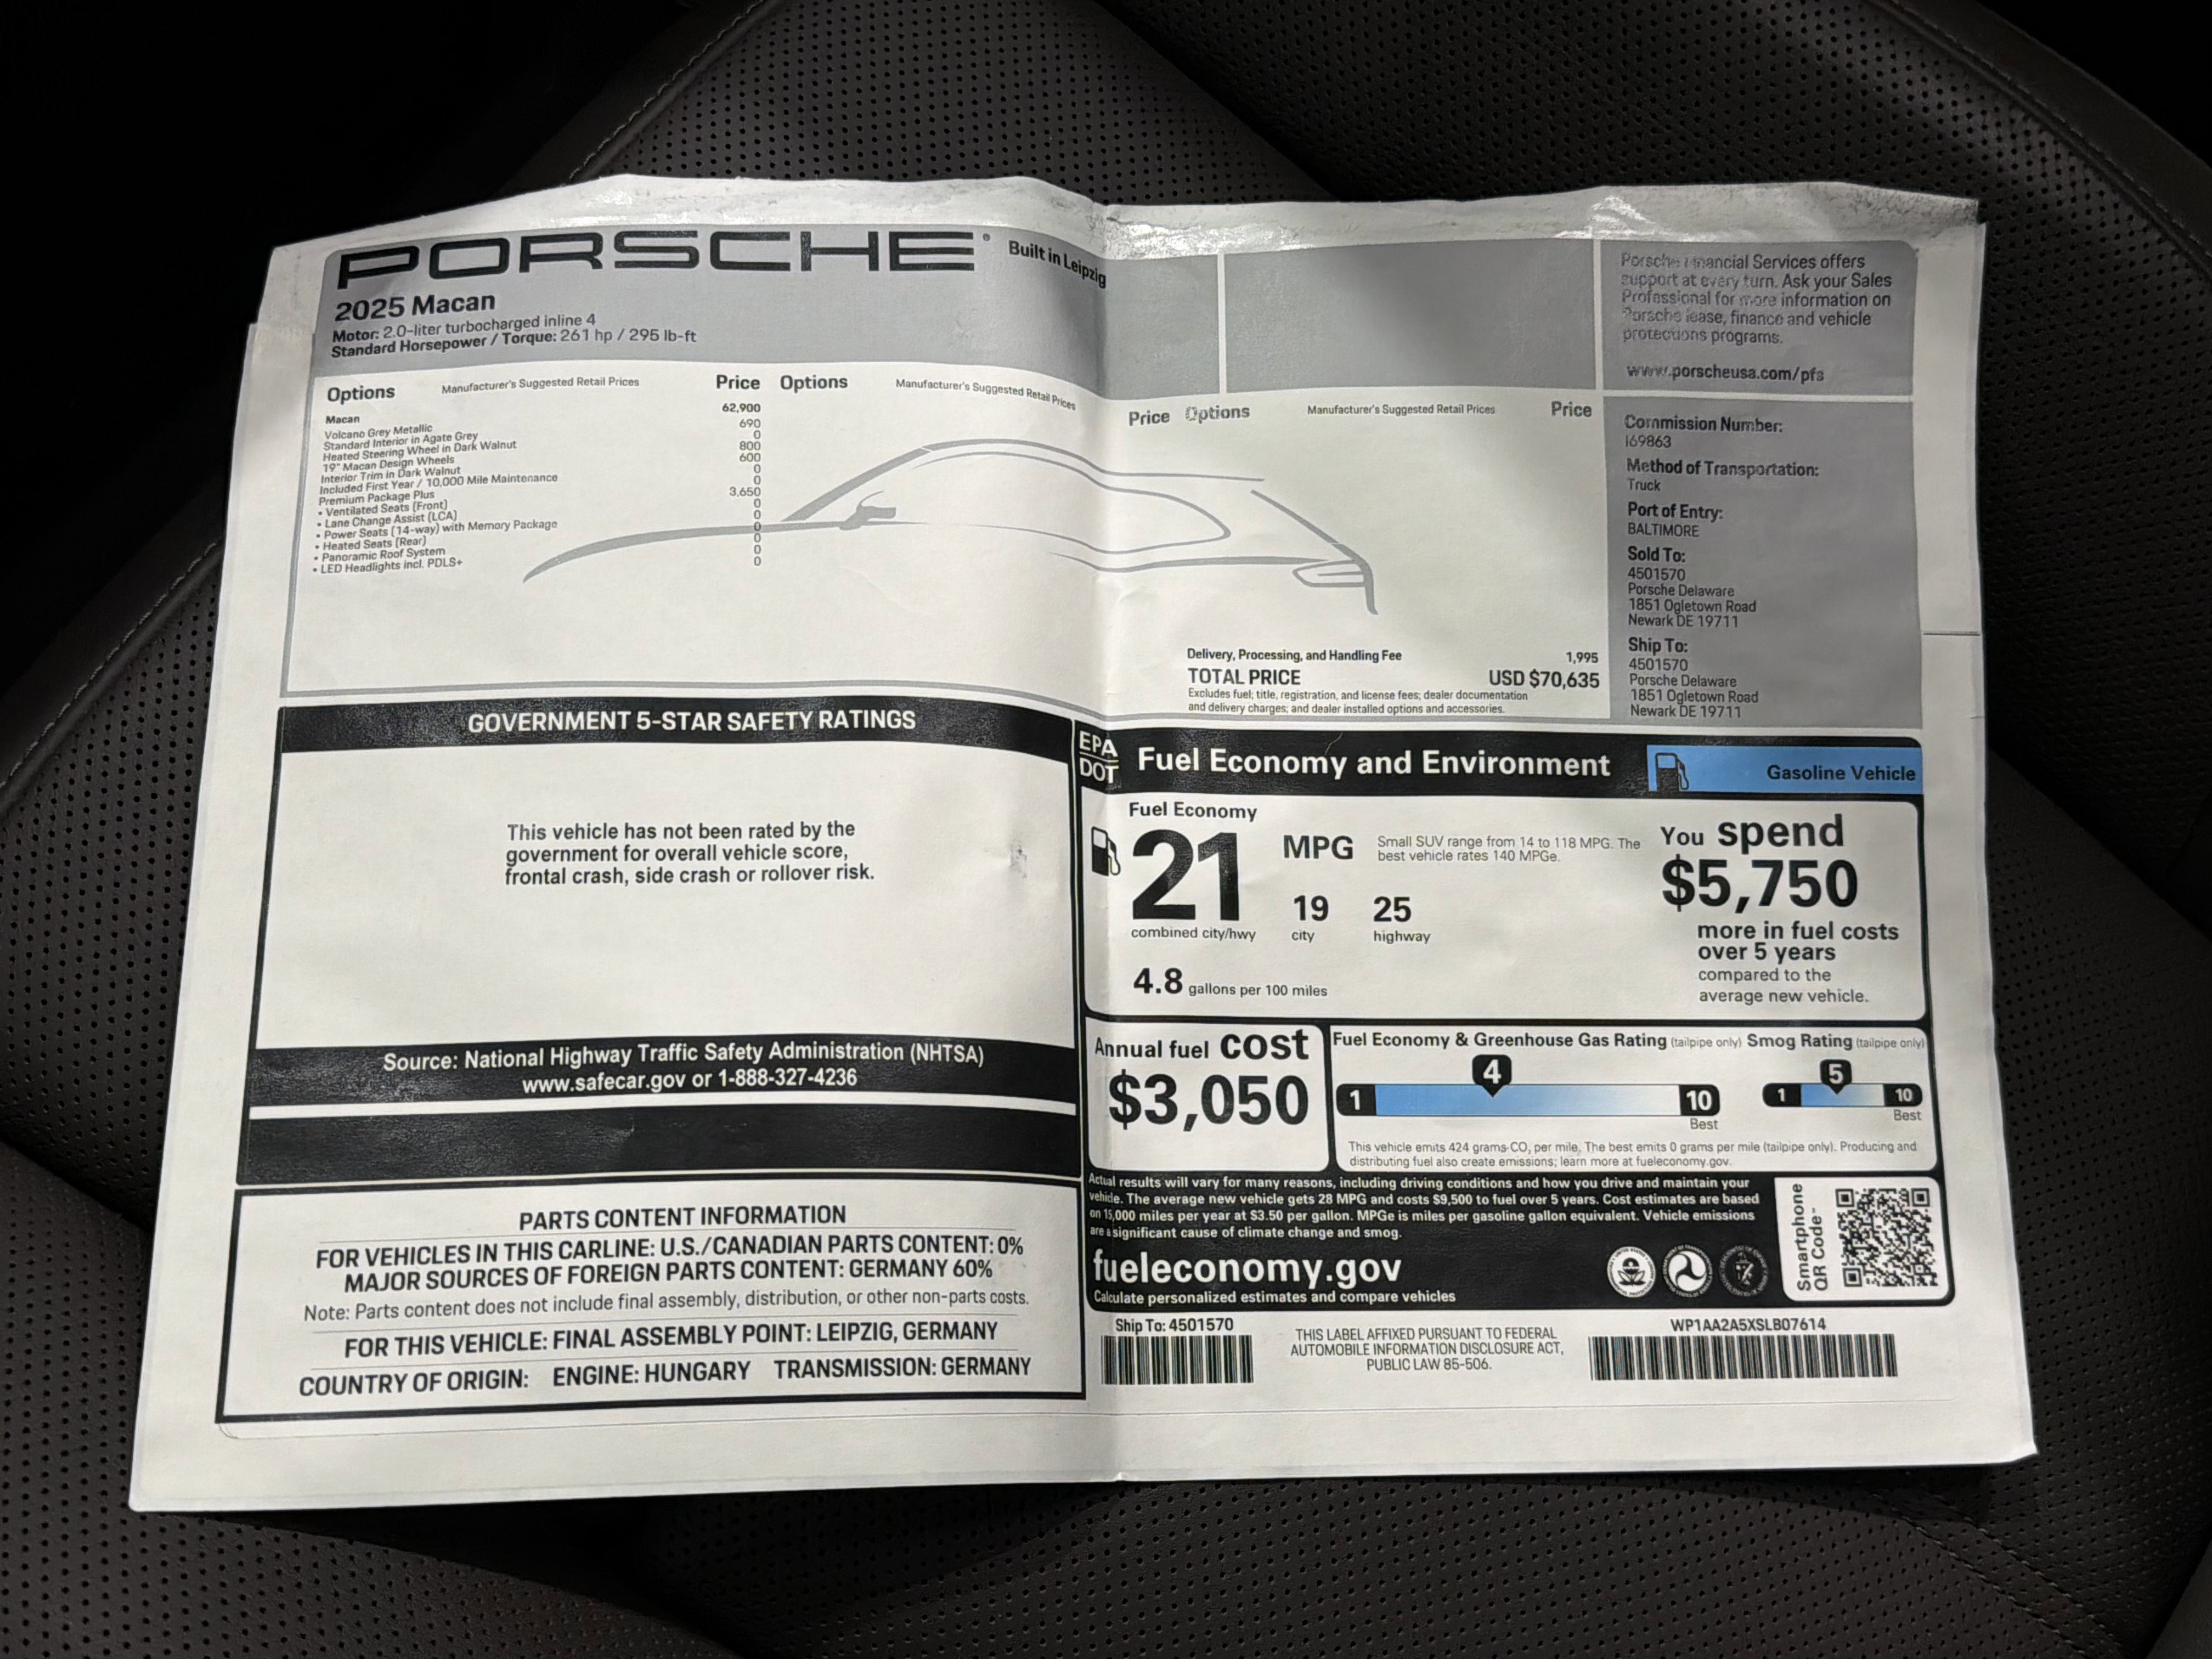 PORSCHE®
Built in Leipzig
2025 Macan
Motor: 2.0-liter turbocharged inline 4
Standard Horsepower / Torque: 261 hp / 295 lb-ft
Options Manufacturer's Suggested Retail Prices Price
Macan 62,900
Volcano Grey Metallic 690
Standard Interior in Agate Grey 0
Heated Steering Wheel in Dark Walnut 800
19" Macan Design Wheels 600
Interior Trim in Dark Walnut 0
Included First Year / 10,000 Mile Maintenance 0
Premium Package Plus 3,650
• Ventilated Seats (Front) 0
• Lane Change Assist (LCA) 0
• Power Seats (14-way) with Memory Package 0
• Heated Seats (Rear) 0
• Panoramic Roof System 0
• LED Headlights incl. PDLS+ 0
Options Manufacturer's Suggested Retail Prices Price
Options Manufacturer's Suggested Retail Prices Price
Delivery, Processing, and Handling Fee 1,995
TOTAL PRICE USD $70,635
Excludes fuel; title, registration, and license fees; dealer documentation
and delivery charges; and dealer installed options and accessories.
Porsche Financial Services offers
support at every turn. Ask your Sales
Professional for more information on
Porsche lease, finance and vehicle
protections programs.
www.porscheusa.com/pfs
Commission Number:
I69863
Method of Transportation:
Truck
Port of Entry:
BALTIMORE
Sold To:
4501570
Porsche Delaware
1851 Ogletown Road
Newark DE 19711
Ship To:
4501570
Porsche Delaware
1851 Ogletown Road
Newark DE 19711
GOVERNMENT 5-STAR SAFETY RATINGS
This vehicle has not been rated by the
government for overall vehicle score,
frontal crash, side crash or rollover risk.
Source: National Highway Traffic Safety Administration (NHTSA)
www.safecar.gov or 1-888-327-4236
PARTS CONTENT INFORMATION
FOR VEHICLES IN THIS CARLINE: U.S./CANADIAN PARTS CONTENT: 0%
MAJOR SOURCES OF FOREIGN PARTS CONTENT: GERMANY 60%
Note: Parts content does not include final assembly, distribution, or other non-parts costs.
FOR THIS VEHICLE: FINAL ASSEMBLY POINT: LEIPZIG, GERMANY
COUNTRY OF ORIGIN: ENGINE: HUNGARY TRANSMISSION: GERMANY
EPA
DOT
Fuel Economy and Environment
Gasoline Vehicle
Fuel Economy
21 MPG
combined city/hwy
19 city
25 highway
4.8 gallons per 100 miles
Small SUV range from 14 to 118 MPG. The
best vehicle rates 140 MPGe.
You spend
$5,750
more in fuel costs
over 5 years
compared to the
average new vehicle.
Annual fuel cost
$3,050
Fuel Economy & Greenhouse Gas Rating (tailpipe only)
4
1 10
Best
Smog Rating (tailpipe only)
5
1 10
Best
This vehicle emits 424 grams CO₂ per mile. The best emits 0 grams per mile (tailpipe only). Producing and
distributing fuel also create emissions; learn more at fueleconomy.gov.
Actual results will vary for many reasons, including driving conditions and how you drive and maintain your
vehicle. The average new vehicle gets 28 MPG and costs $9,500 to fuel over 5 years. Cost estimates are based
on 15,000 miles per year at $3.50 per gallon. MPGe is miles per gasoline gallon equivalent. Vehicle emissions
are a significant cause of climate change and smog.
fueleconomy.gov
Calculate personalized estimates and compare vehicles
Smartphone
QR Code
Ship To: 4501570
THIS LABEL AFFIXED PURSUANT TO FEDERAL
AUTOMOBILE INFORMATION DISCLOSURE ACT,
PUBLIC LAW 85-506.
WP1AA2A5XSLB07614